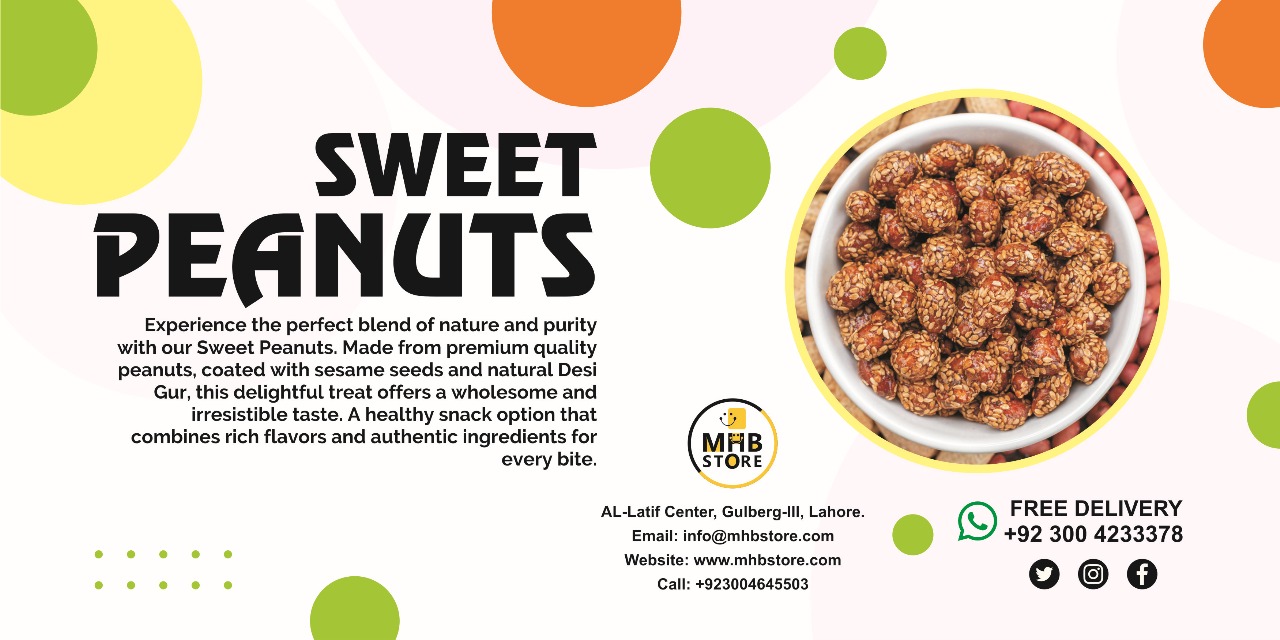 SWEET
PEANUTS
Experience the perfect blend of nature and purity
with our Sweet Peanuts. Made from premium quality
peanuts, coated with sesame seeds and natural Desi
Gur, this delightful treat offers a wholesome and
irresistible taste. A healthy snack option that
combines rich flavors and authentic ingredients for
every bite.
MHB
STORE
AL-Latif Center, Gulberg-III, Lahore.
Email: info@mhbstore.com
Website: www.mhbstore.com
Call: +923004645503
FREE DELIVERY
+92 300 4233378